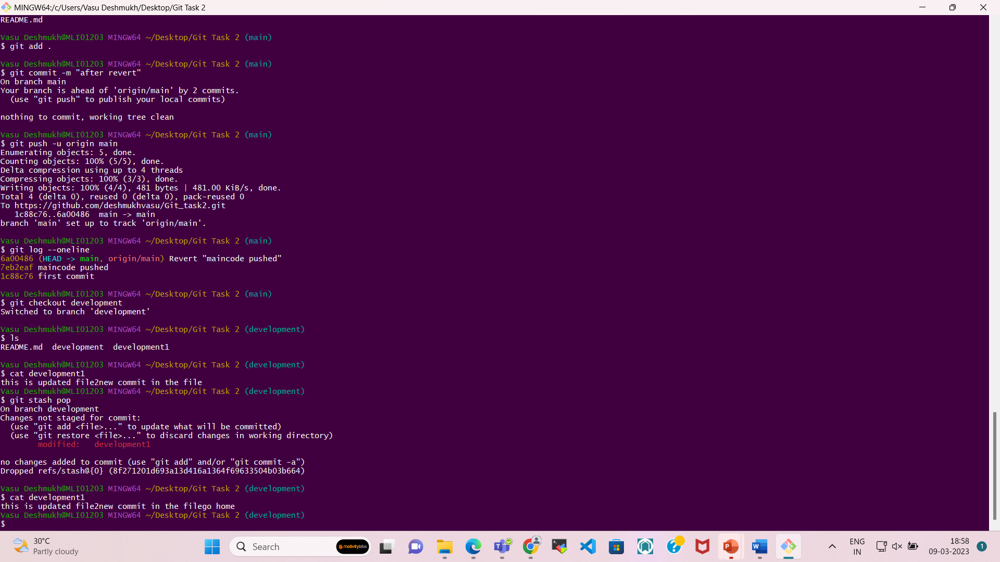 MINGW64:/c/Users/Vasu Deshmukh/Desktop/Git Task 2
README.md
Vasu Deshmukh@MLI01203 MINGW64 ~/Desktop/Git Task 2 (main)
$ git add .
Vasu Deshmukh@MLI01203 MINGW64 ~/Desktop/Git Task 2 (main)
$ git commit -m "after revert"
On branch main
Your branch is ahead of 'origin/main' by 2 commits.
  (use "git push" to publish your local commits)
nothing to commit, working tree clean
Vasu Deshmukh@MLI01203 MINGW64 ~/Desktop/Git Task 2 (main)
$ git push -u origin main
Enumerating objects: 5, done.
Counting objects: 100% (5/5), done.
Delta compression using up to 4 threads
Compressing objects: 100% (3/3), done.
Writing objects: 100% (4/4), 481 bytes | 481.00 KiB/s, done.
Total 4 (delta 0), reused 0 (delta 0), pack-reused 0
To https://github.com/deshmukhvasu/Git_task2.git
   1c88c76..6a00486  main -> main
branch 'main' set up to track 'origin/main'.
Vasu Deshmukh@MLI01203 MINGW64 ~/Desktop/Git Task 2 (main)
$ git log --oneline
6a00486 (HEAD -> main, origin/main) Revert "maincode pushed"
7eb2eaf maincode pushed
1c88c76 first commit
Vasu Deshmukh@MLI01203 MINGW64 ~/Desktop/Git Task 2 (main)
$ git checkout development
Switched to branch 'development'
Vasu Deshmukh@MLI01203 MINGW64 ~/Desktop/Git Task 2 (development)
$ ls
README.md  development  development1
Vasu Deshmukh@MLI01203 MINGW64 ~/Desktop/Git Task 2 (development)
$ cat development1
this is updated file2new commit in the file
Vasu Deshmukh@MLI01203 MINGW64 ~/Desktop/Git Task 2 (development)
$ git stash pop
On branch development
Changes not staged for commit:
  (use "git add <file>..." to update what will be committed)
  (use "git restore <file>..." to discard changes in working directory)
        modified:   development1
no changes added to commit (use "git add" and/or "git commit -a")
Dropped refs/stash@{0} (8f271201d693a13d416a1364f69633504b03b664)
Vasu Deshmukh@MLI01203 MINGW64 ~/Desktop/Git Task 2 (development)
$ cat development1
this is updated file2new commit in the filego home
Vasu Deshmukh@MLI01203 MINGW64 ~/Desktop/Git Task 2 (development)
$
30°C
Partly cloudy
Search
motivitylabs
ENG
IN
18:58
09-03-2023
1